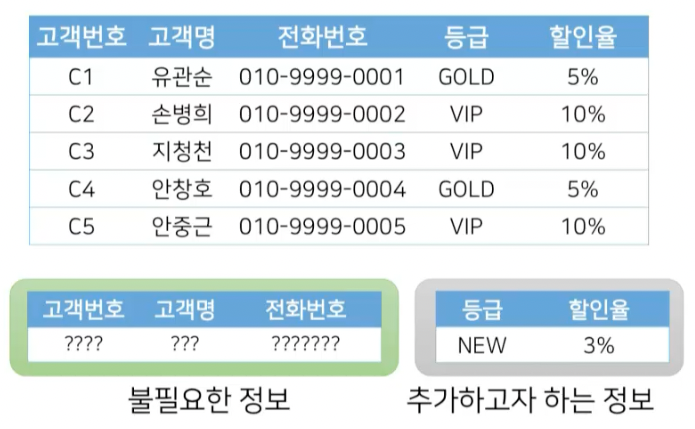 고객번호 고객명 전화번호 등급 할인율
C1 유관순 010-9999-0001 GOLD 5%
C2 손병희 010-9999-0002 VIP 10%
C3 지청천 010-9999-0003 VIP 10%
C4 안창호 010-9999-0004 GOLD 5%
C5 안중근 010-9999-0005 VIP 10%
고객번호 고객명 전화번호
???? ??? ???????
불필요한 정보
등급 할인율
NEW 3%
추가하고자 하는 정보